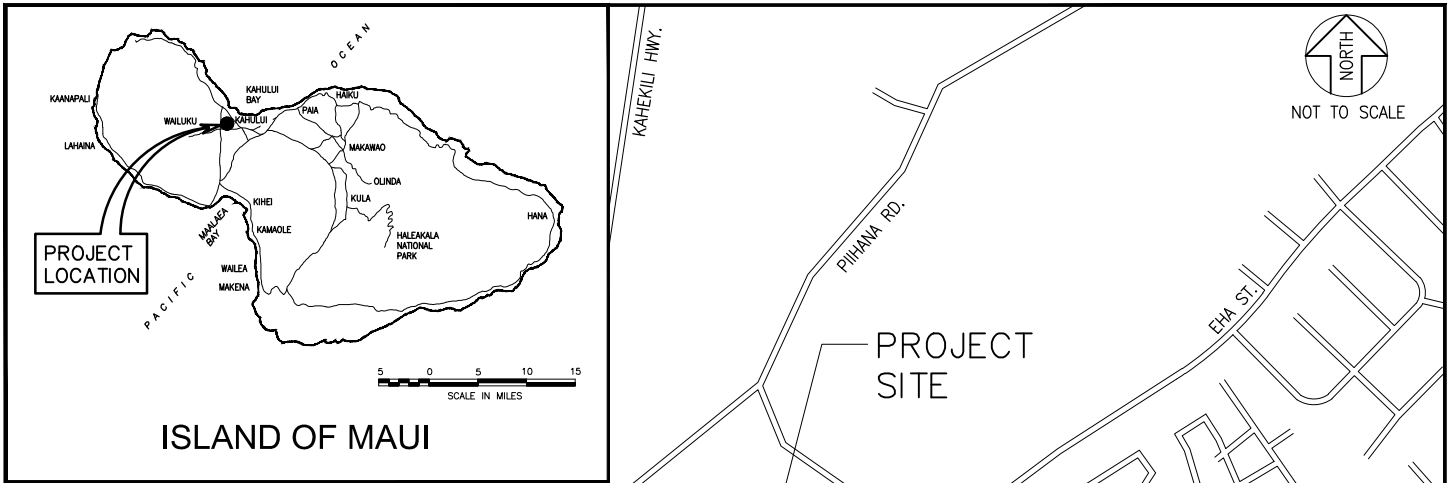 OCEAN
KAHULUI
BAY
HAIKU
KAANAPALI
PAIA
WAILUKU
KAHULUI
LAHAINA
MAKAWAO
OLINDA
KULA
KIHEI
HANA
MAALAEA
BAY
KAMAOLE
HALEAKALA
NATIONAL
PARK
PROJECT
LOCATION
WAILEA
MAKENA
PACIFIC
5 0 5 10 15
SCALE IN MILES
ISLAND OF MAUI
KAHEKILI HWY.
NORTH
NOT TO SCALE
PIIHANA RD.
EHA ST.
PROJECT
SITE